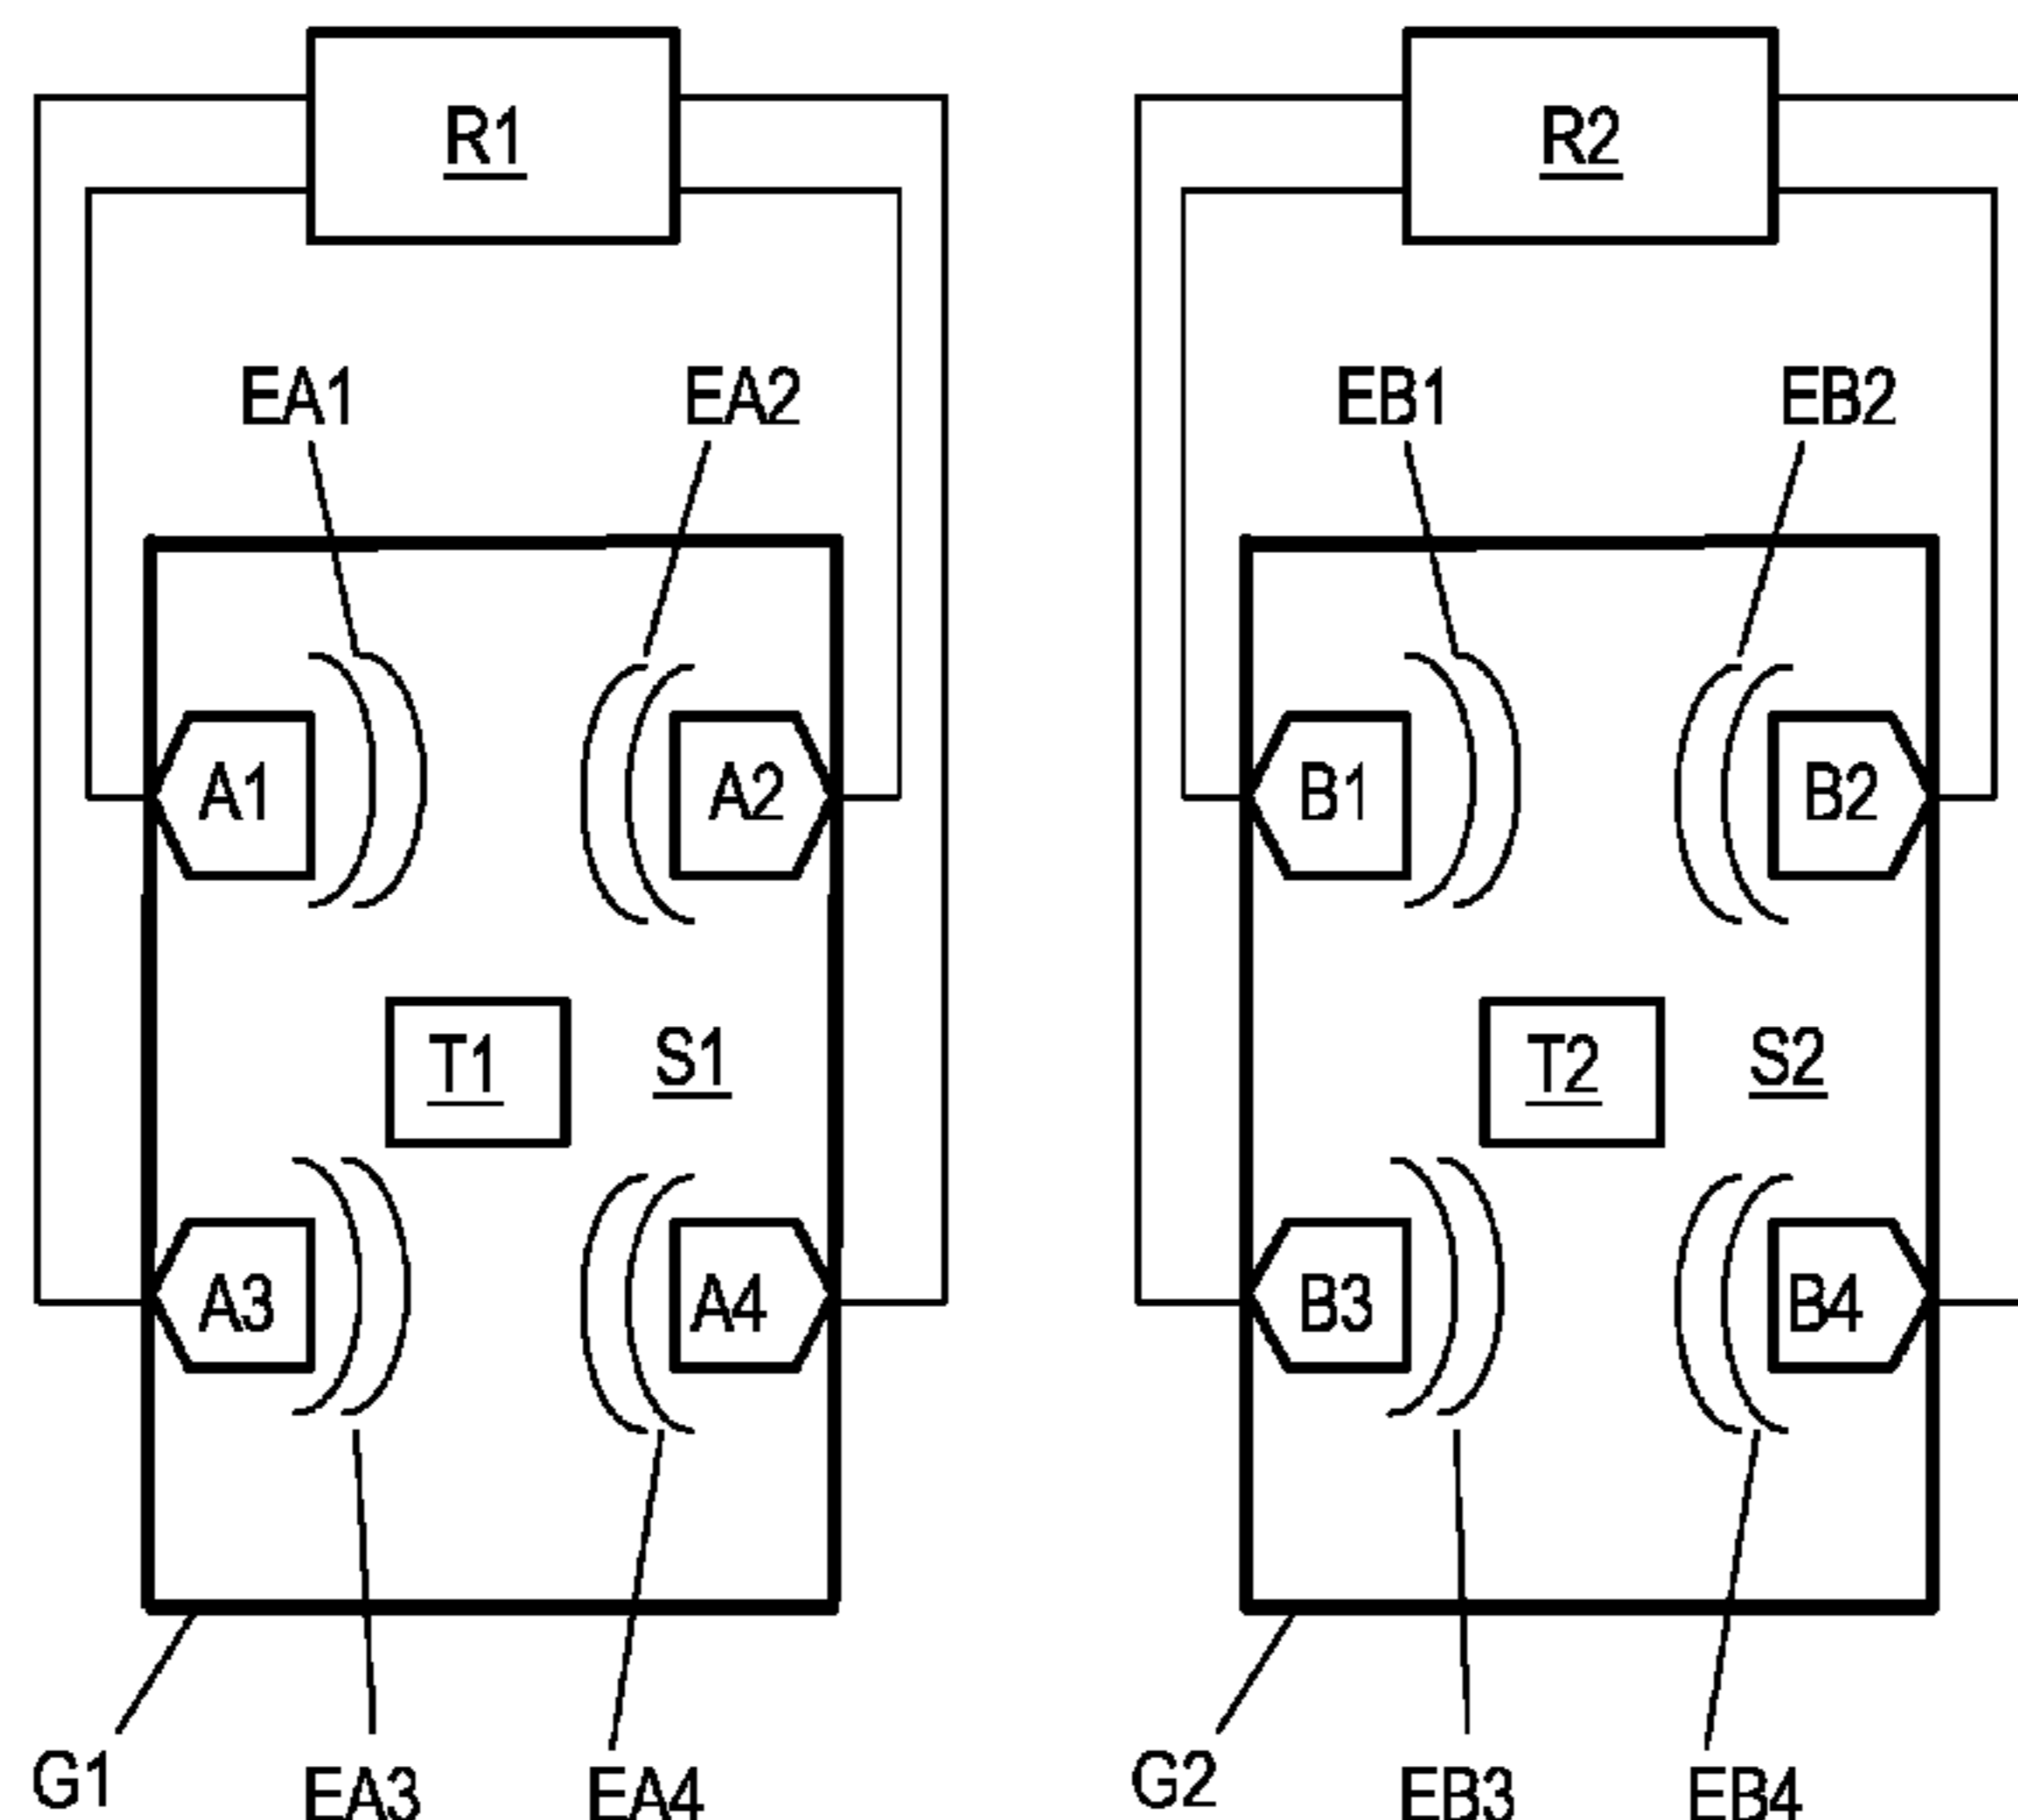 R1 R2
EA1 EA2 EB1 EB2
A1 A2 B1 B2
T1 S1 T2 S2
A3 A4 B3 B4
G1 EA3 EA4 G2 EB3 EB4